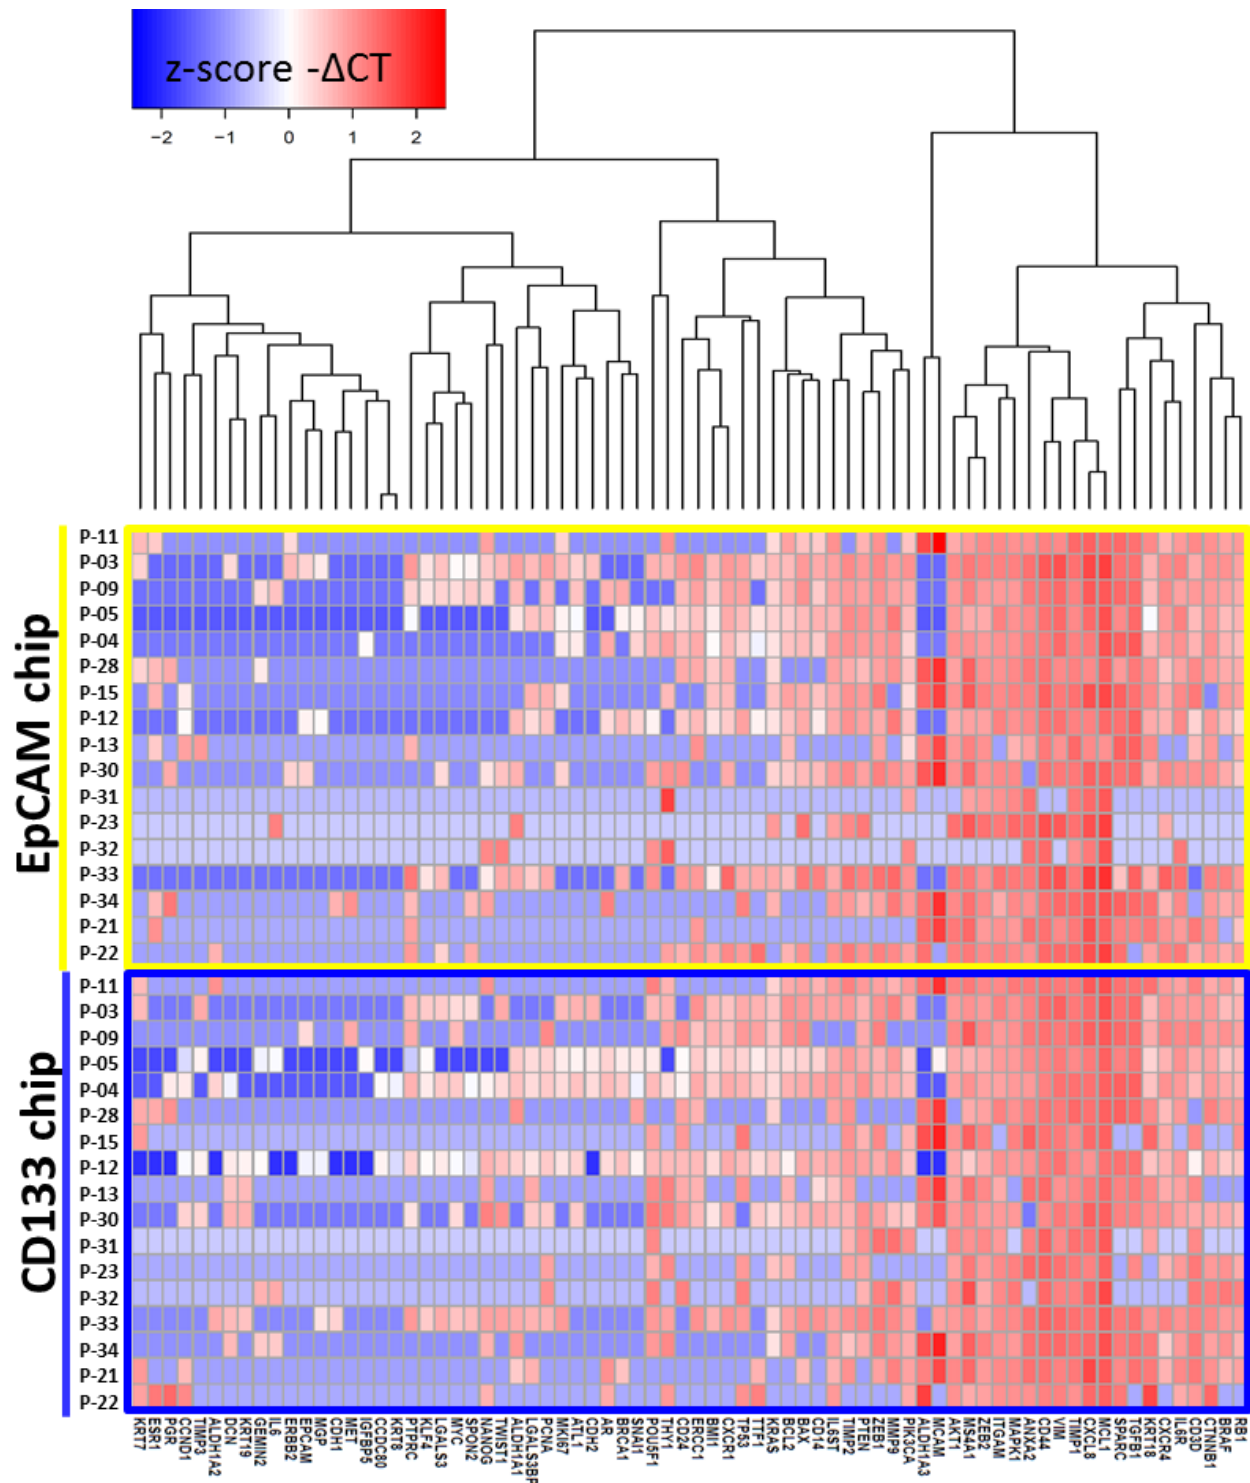 z-score -ΔCT
−2 −1 0 1 2
EpCAM chip
P-11
P-03
P-09
P-05
P-04
P-28
P-15
P-12
P-13
P-30
P-31
P-23
P-32
P-33
P-34
P-21
P-22
CD133 chip
P-11
P-03
P-09
P-05
P-04
P-28
P-15
P-12
P-13
P-30
P-31
P-23
P-32
P-33
P-34
P-21
P-22
KRT7
ESR1
PGR
CCND1
TIMP3
ALDH1A2
DCN
KRT19
GEMIN2
IL6
ERBB2
EPCAM
MGP
CDH1
MET
IGFBP5
CCDC80
KRT8
PTPRC
KLF4
LGALS3
MYC
SPON2
NANOG
TWIST1
ALDH1A1
LGALS3BP
PCNA
MKI67
ATL1
CDH2
AR
BRCA1
SNAI1
POU5F1
THY1
CD24
ERCC1
BMI1
CXCR1
TP53
TTF1
KRAS
BCL2
BAX
CD14
IL6ST
TIMP2
PTEN
ZEB1
MMP9
PIK3CA
ALDH1A3
MCAM
AKT1
MS4A1
ZEB2
ITGAM
MAPK1
ANXA2
CD44
VIM
TIMP1
CXCL8
MCL1
SPARC
TGFB1
KRT18
CXCR4
IL6R
CD3D
CTNNB1
BRAF
RB1